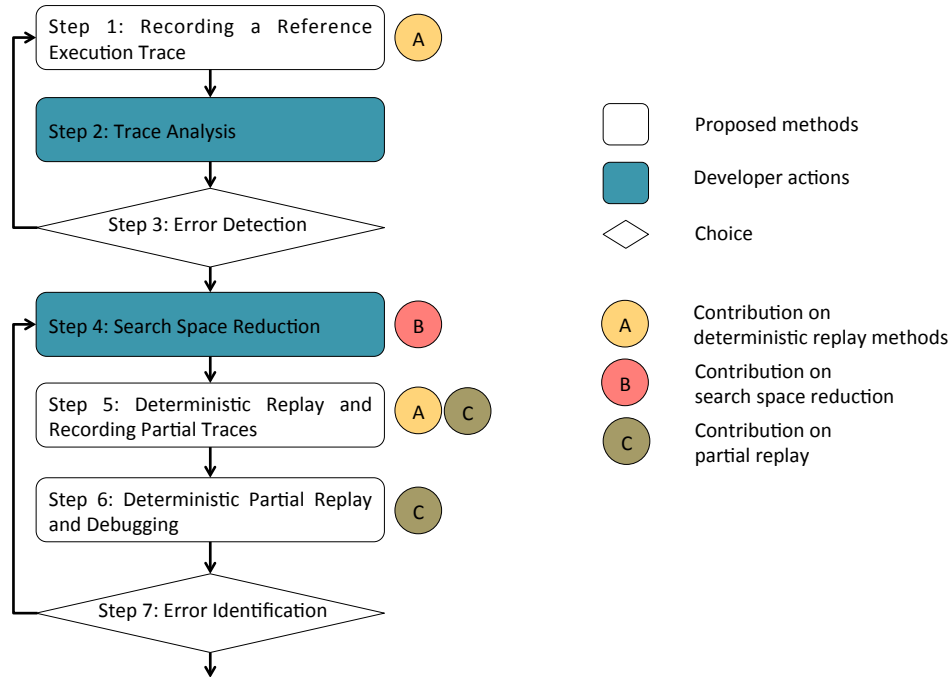 Step 1: Recording a Reference
Execution Trace
A
Step 2: Trace Analysis
Step 3: Error Detection
Step 4: Search Space Reduction
B
Step 5: Deterministic Replay and
Recording Partial Traces
A
C
Step 6: Deterministic Partial Replay
and Debugging
C
Step 7: Error Identification
Proposed methods
Developer actions
Choice
A
Contribution on
deterministic replay methods
B
Contribution on
search space reduction
C
Contribution on
partial replay